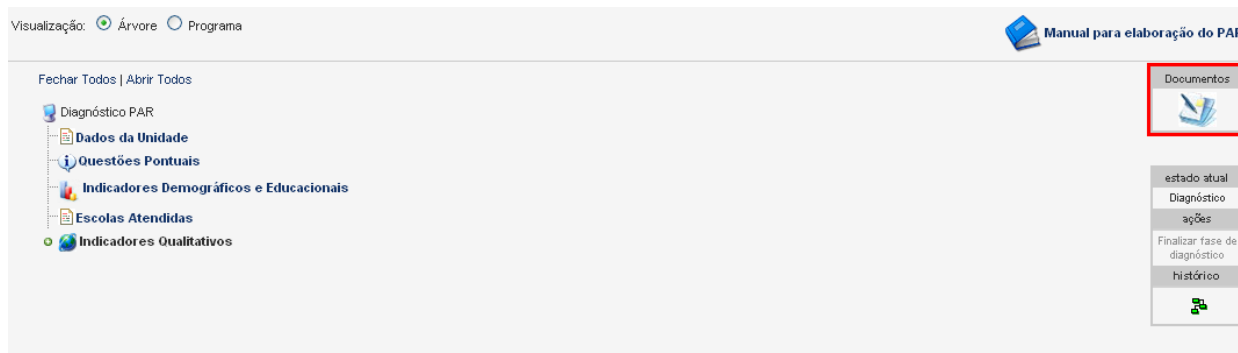 Visualização: Árvore Programa
Manual para elaboração do PAR
Fechar Todos | Abrir Todos
Diagnóstico PAR
Dados da Unidade
Questões Pontuais
Indicadores Demográficos e Educacionais
Escolas Atendidas
Indicadores Qualitativos
Documentos
estado atual
Diagnóstico
ações
Finalizar fase de
diagnóstico
histórico